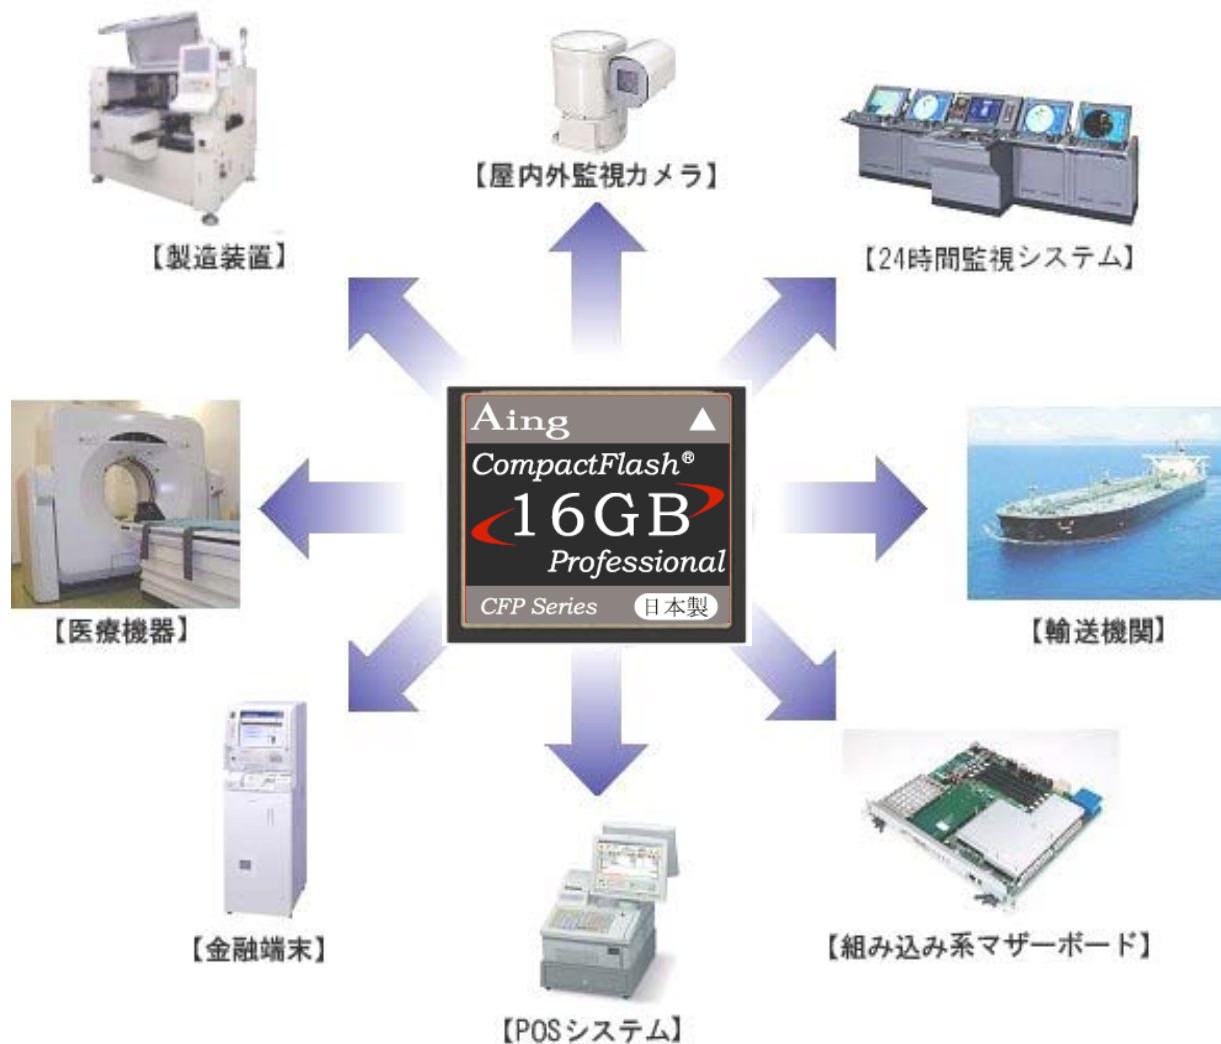 【屋内外監視カメラ】
【製造装置】
【24時間監視システム】
Aing
CompactFlash®
16GB
Professional
CFP Series 日本製
【医療機器】
【輸送機関】
【金融端末】
【組み込み系マザーボード】
【POSシステム】